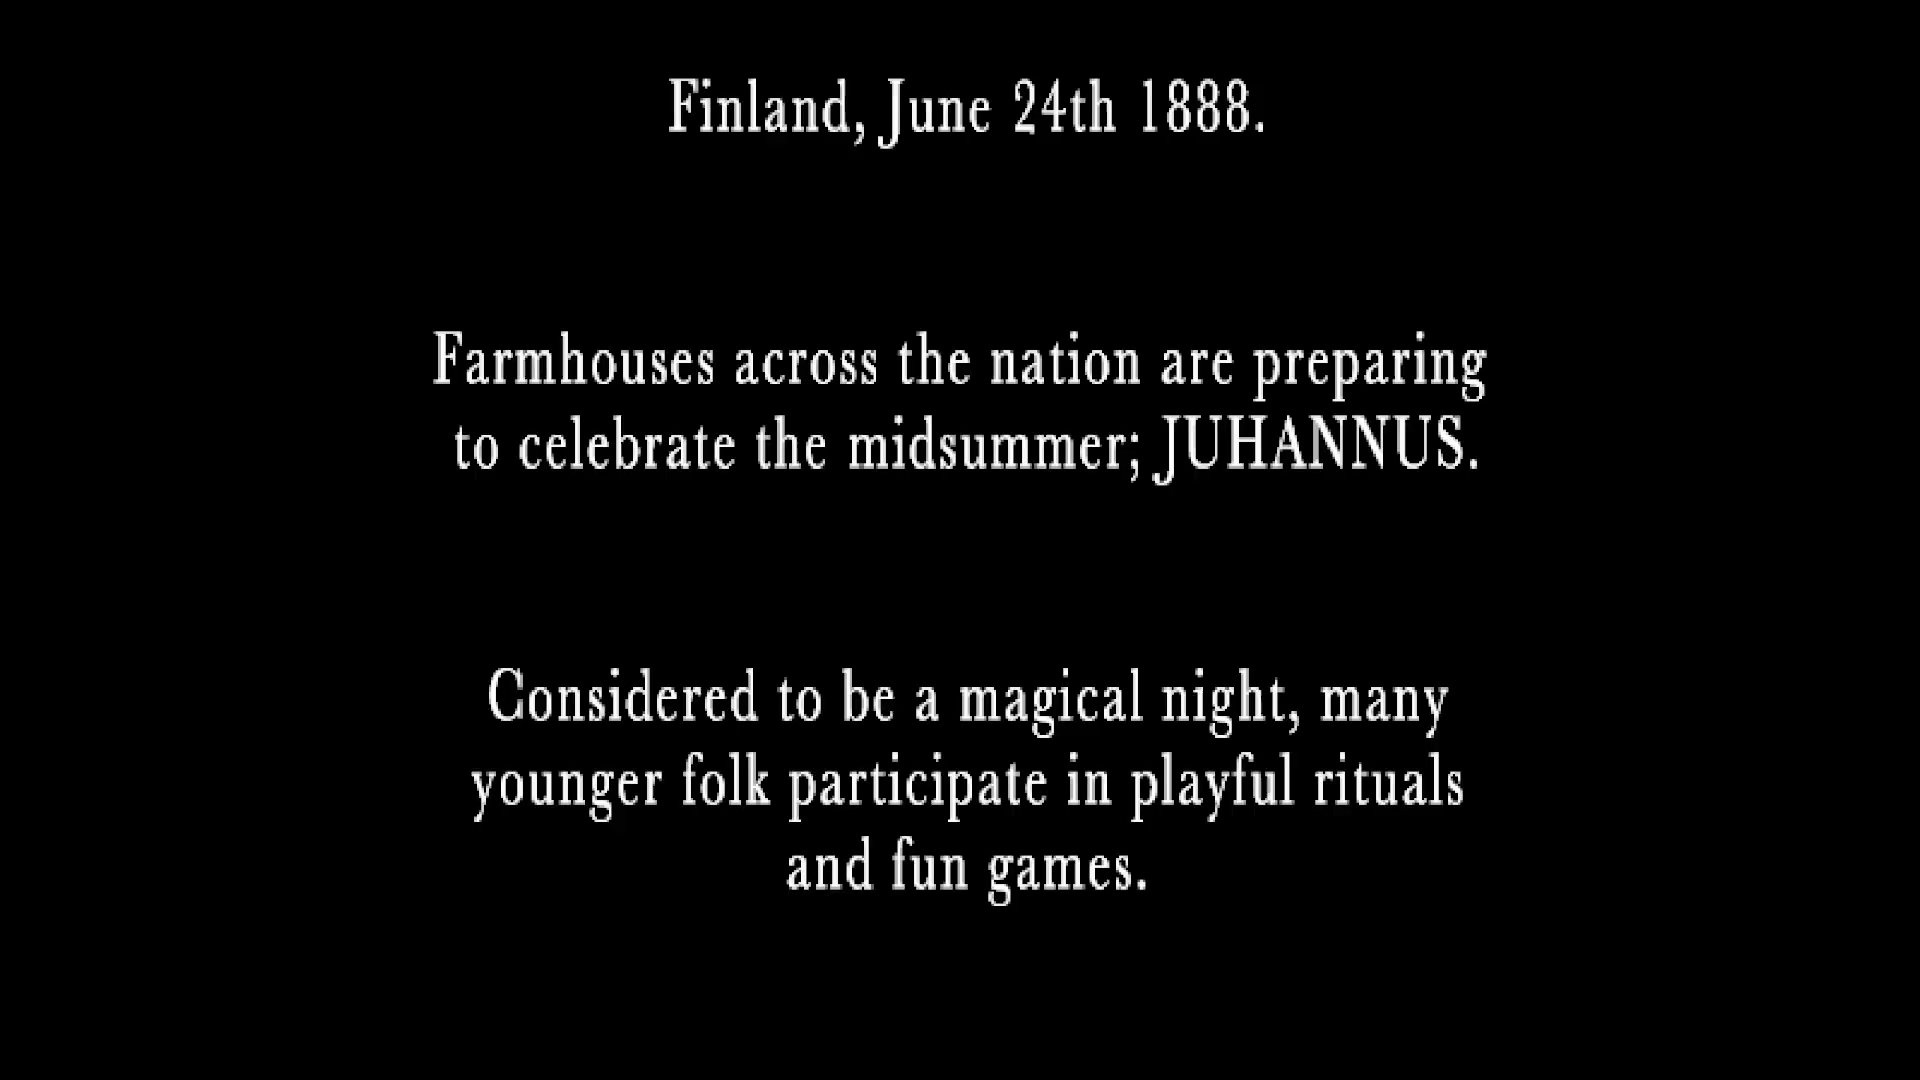 Finland, June 24th 1888.
Farmhouses across the nation are preparing
to celebrate the midsummer; JUHANNUS.
Considered to be a magical night, many
younger folk participate in playful rituals
and fun games.